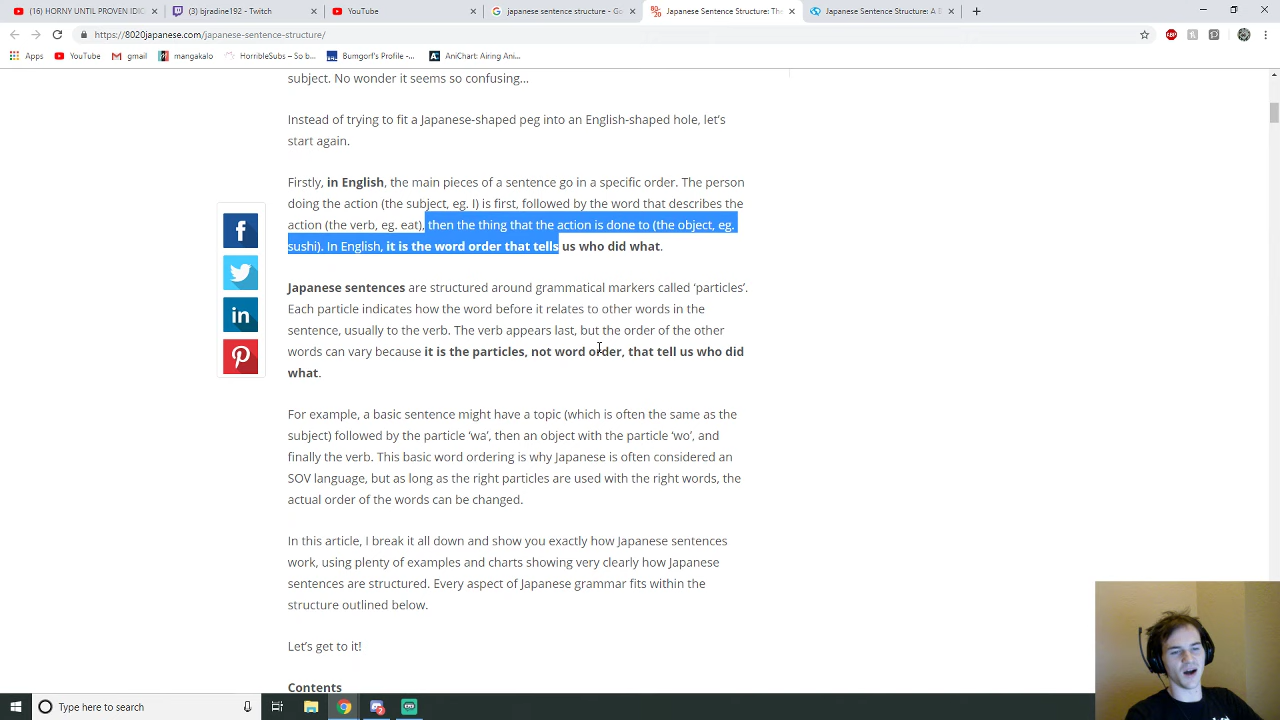 (16) HORNY UNTIL PROVEN IDIO
(3) bjradine192 - Twitch
YouTube
japanese sentence structure - Go
Japanese Sentence Structure: The
Japanese Sentence Structure: A B
https://8020japanese.com/japanese-sentence-structure/
ABP
Apps
YouTube
gmail
mangakalo
HorribleSubs – So b...
Bumgorf's Profile -...
AniChart: Airing Ani...
subject. No wonder it seems so confusing…
Instead of trying to fit a Japanese-shaped peg into an English-shaped hole, let’s
start again.
Firstly, in English, the main pieces of a sentence go in a specific order. The person
doing the action (the subject, eg. I) is first, followed by the word that describes the
action (the verb, eg. eat), then the thing that the action is done to (the object, eg.
sushi). In English, it is the word order that tells us who did what.
Japanese sentences are structured around grammatical markers called ‘particles’.
Each particle indicates how the word before it relates to other words in the
sentence, usually to the verb. The verb appears last, but the order of the other
words can vary because it is the particles, not word order, that tell us who did
what.
For example, a basic sentence might have a topic (which is often the same as the
subject) followed by the particle ‘wa’, then an object with the particle ‘wo’, and
finally the verb. This basic word ordering is why Japanese is often considered an
SOV language, but as long as the right particles are used with the right words, the
actual order of the words can be changed.
In this article, I break it all down and show you exactly how Japanese sentences
work, using plenty of examples and charts showing very clearly how Japanese
sentences are structured. Every aspect of Japanese grammar fits within the
structure outlined below.
Let’s get to it!
Contents
Type here to search